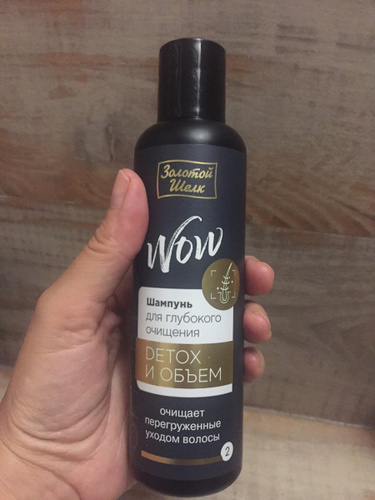 Золотой
Шелк
Wow
Шампунь
для глубокого
очищения
DETOX
И ОБЪЕМ
очищает
перегруженные
уходом волосы
2